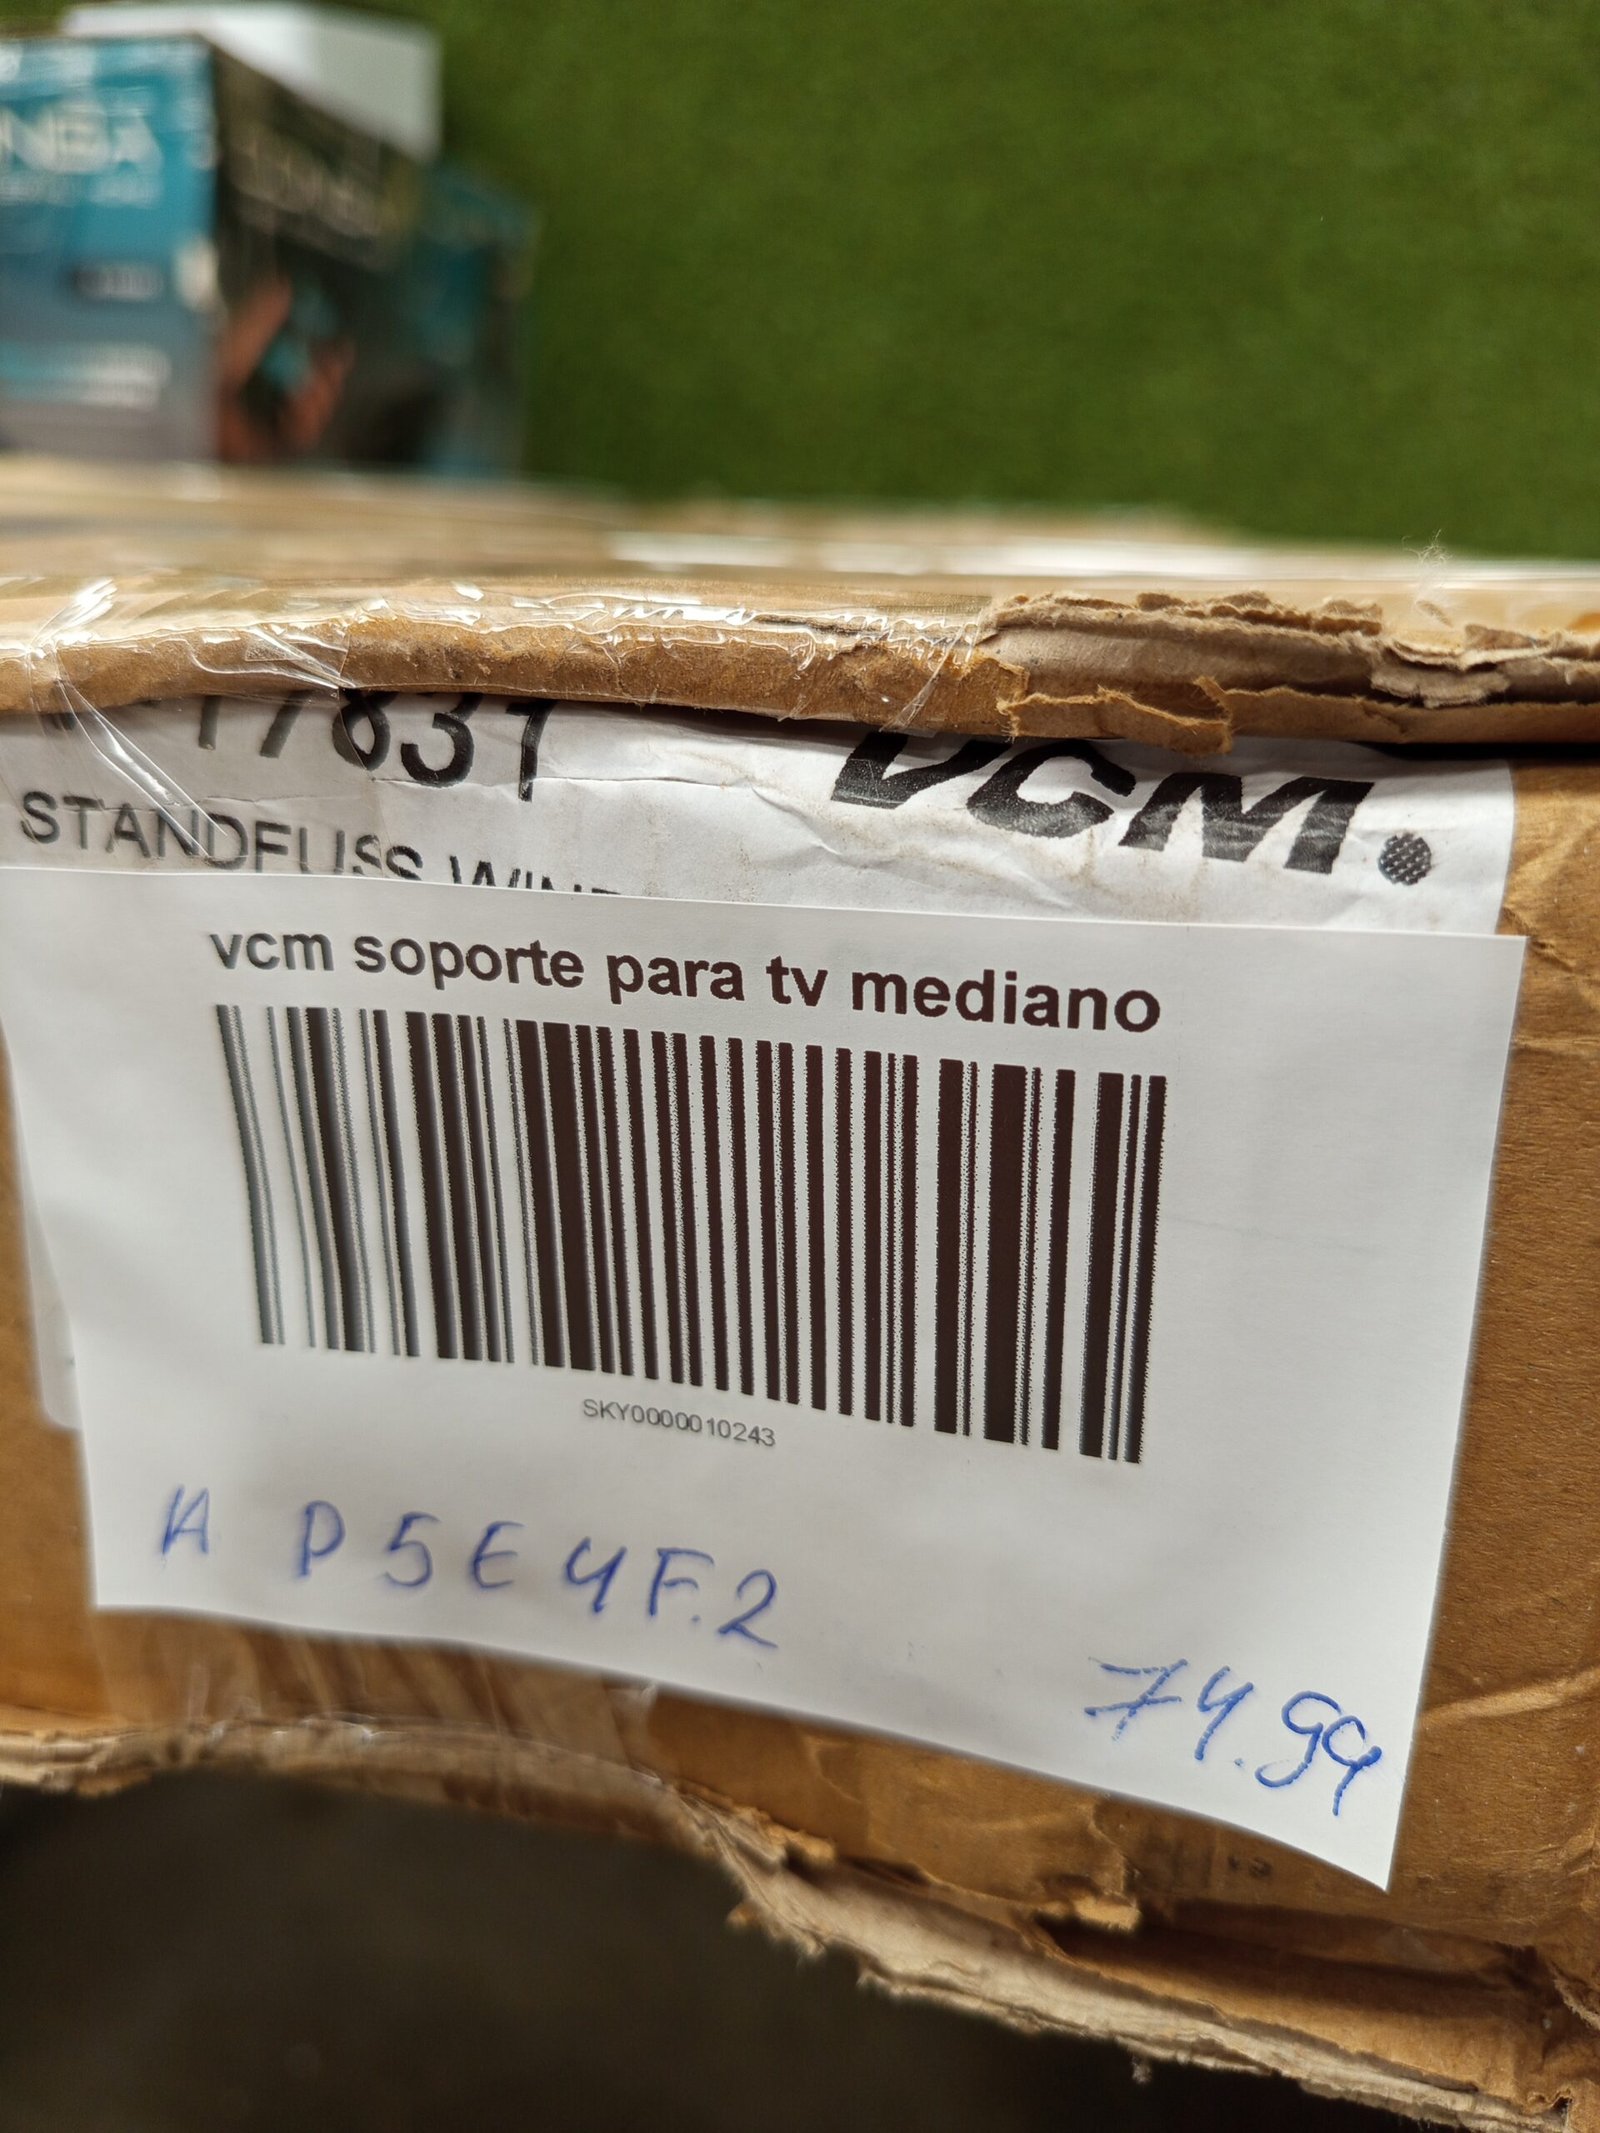 17831
VCM.
STANDFUSS
vcm soporte para tv mediano
SKY0000010243
A P5E4F.2
74.99